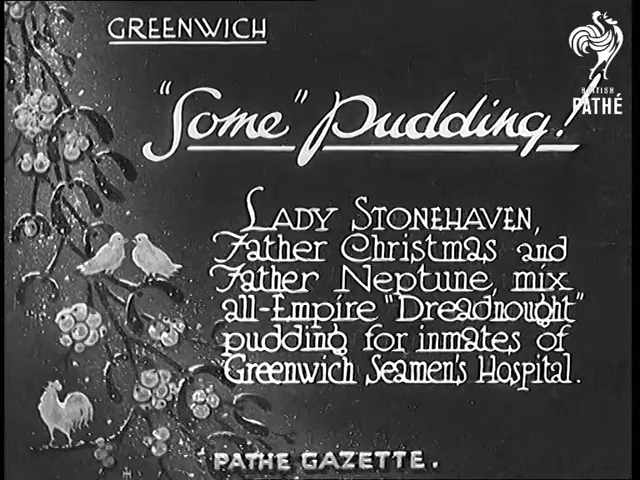 GREENWICH
BRITISH
PATHÉ
"Some" pudding!
LADY STONEHAVEN,
Father Christmas and
Father Neptune, mix
all-Empire "Dreadnought"
pudding for inmates of
Greenwich Seamen's Hospital.
PATHE GAZETTE.